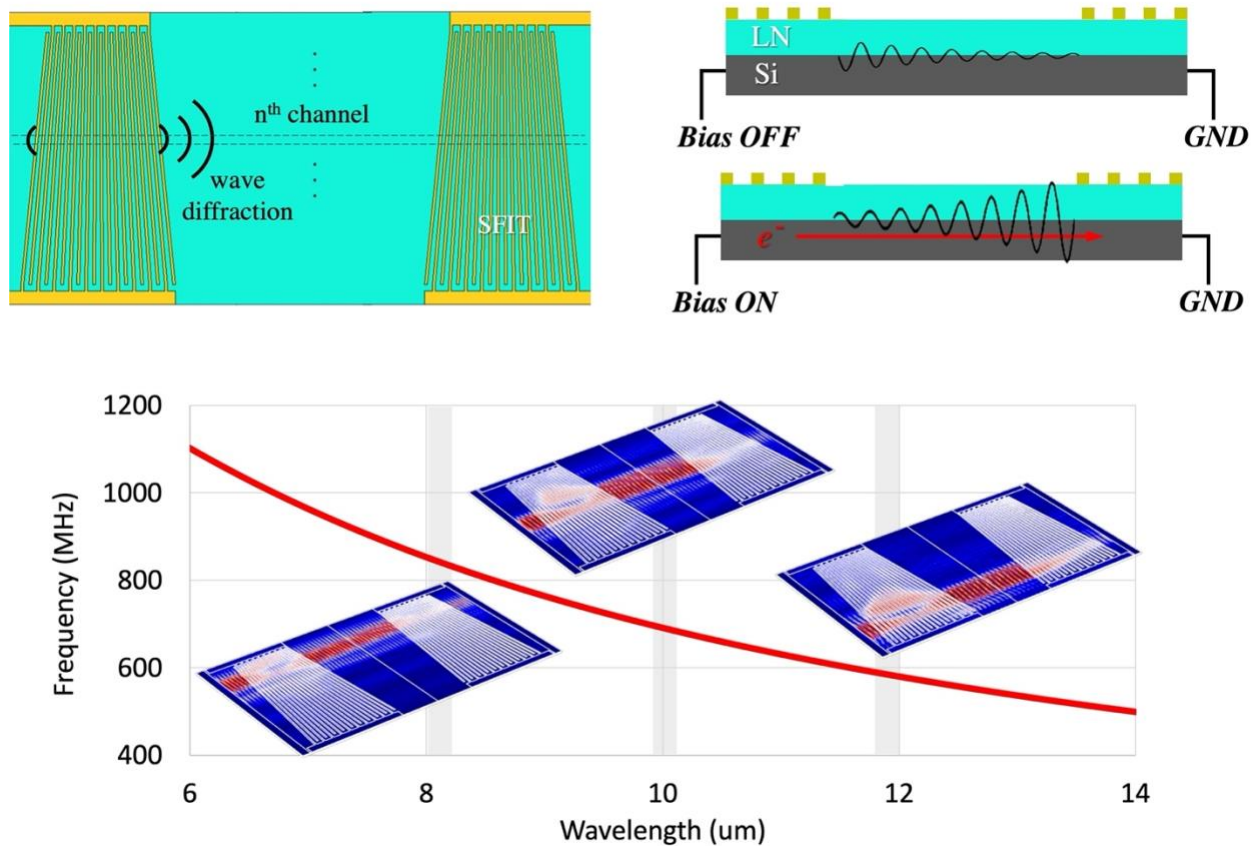 nth channel
wave
diffraction
SFIT
LN
Si
Bias OFF
GND
e-
Bias ON
GND
1200
1000
800
600
400
Frequency (MHz)
6
8
10
12
14
Wavelength (um)